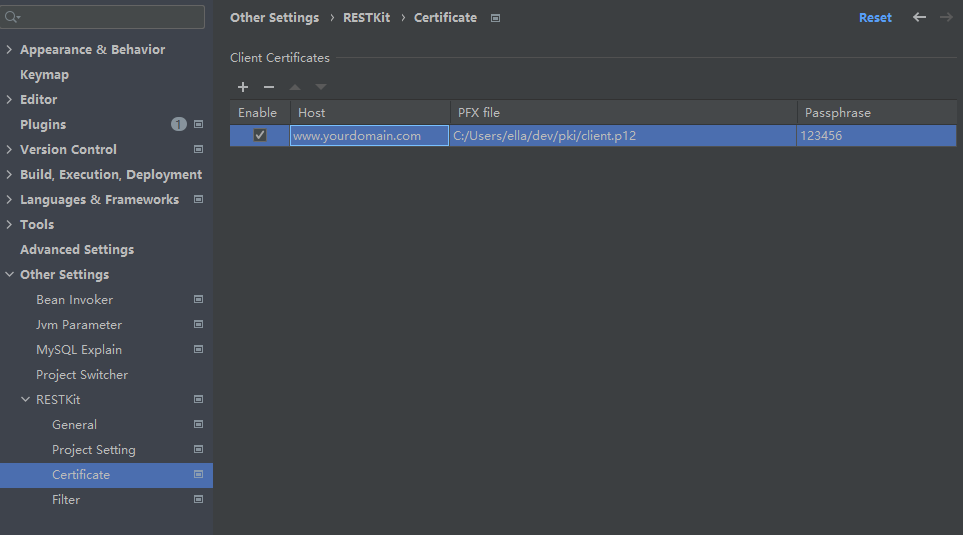 Other Settings › RESTKit › Certificate
Reset
Appearance & Behavior
Keymap
Editor
Plugins 1
Version Control
Build, Execution, Deployment
Languages & Frameworks
Tools
Advanced Settings
Other Settings
Bean Invoker
Jvm Parameter
MySQL Explain
Project Switcher
RESTKit
General
Project Setting
Certificate
Filter
Client Certificates
Enable Host PFX file Passphrase
www.yourdomain.com C:/Users/ella/dev/pki/client.p12 123456